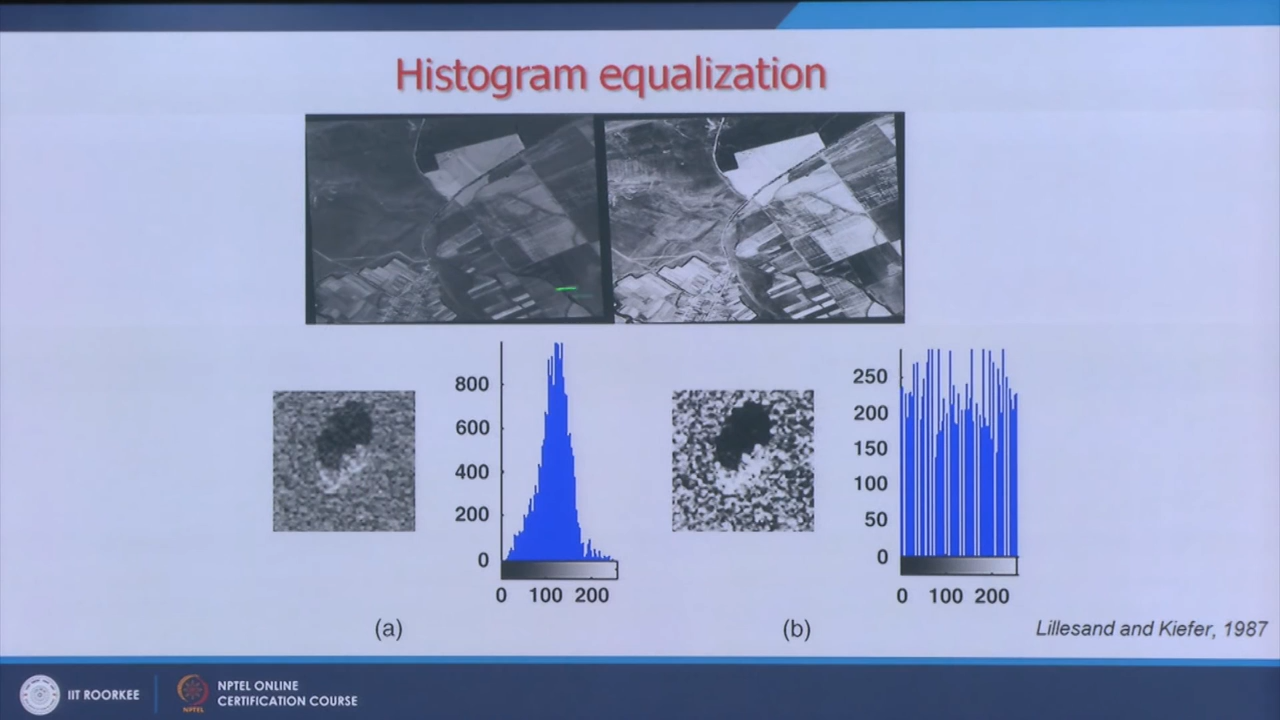 Histogram equalization
800
600
400
200
0
0 100 200
250
200
150
100
50
0
0 100 200
(a)
(b)
Lillesand and Kiefer, 1987
IIT ROORKEE
NPTEL
NPTEL ONLINE
CERTIFICATION COURSE